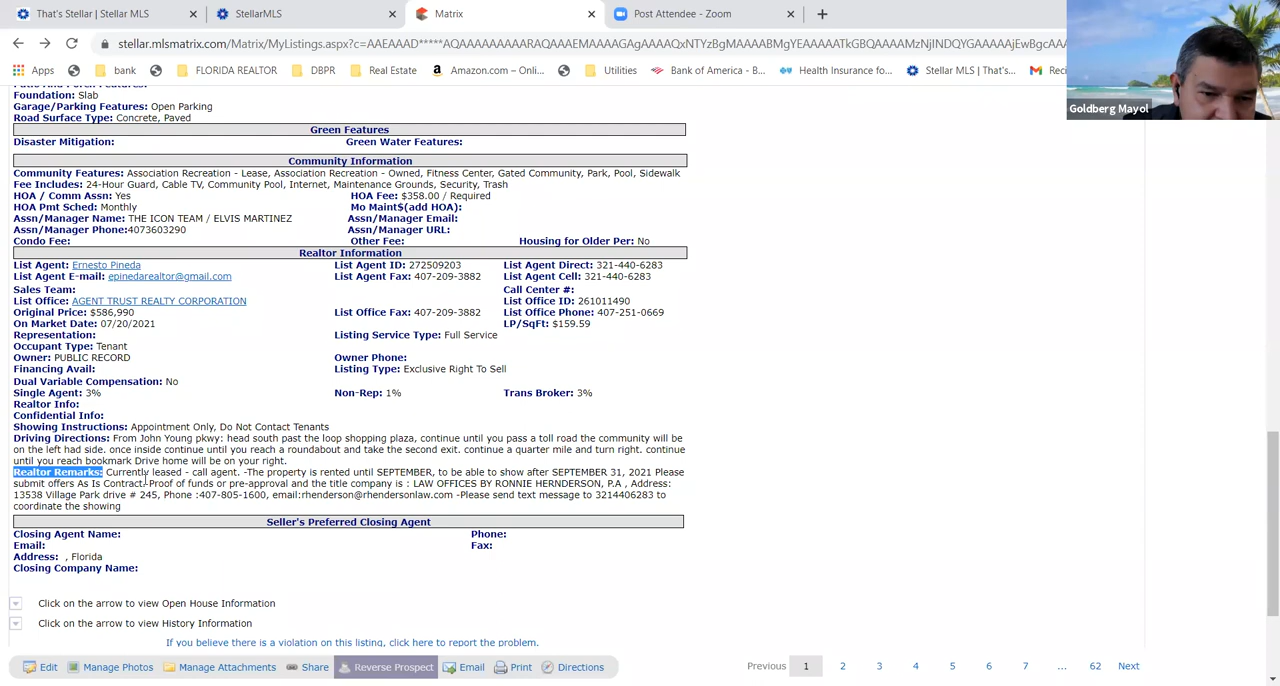 That's Stellar | Stellar MLS
StellarMLS
Matrix
Post Attendee - Zoom
stellar.mlsmatrix.com/Matrix/MyListings.aspx?c=AAEAAAD*****AQAAAAAAAAARAQAAAEMAAAAGAgAAAAQxNTYzBgMAAAABMgYEAAAAATkGBQAAAAMzNjINDQYGAAAAAjEwBgcAA
Apps
bank
FLORIDA REALTOR
DBPR
Real Estate
Amazon.com – Onli...
Utilities
Bank of America - B...
Health Insurance fo...
Stellar MLS | That's...
Reci
Goldberg Mayol
Foundation: Slab
Garage/Parking Features: Open Parking
Road Surface Type: Concrete, Paved
Green Features
Disaster Mitigation: Green Water Features:
Community Information
Community Features: Association Recreation - Lease, Association Recreation - Owned, Fitness Center, Gated Community, Park, Pool, Sidewalk
Fee Includes: 24-Hour Guard, Cable TV, Community Pool, Internet, Maintenance Grounds, Security, Trash
HOA / Comm Assn: Yes HOA Fee: $358.00 / Required
HOA Pmt Sched: Monthly Mo Maint$(add HOA):
Assn/Manager Name: THE ICON TEAM / ELVIS MARTINEZ Assn/Manager Email:
Assn/Manager Phone:4073603290 Assn/Manager URL:
Condo Fee: Other Fee: Housing for Older Per: No
Realtor Information
List Agent: Ernesto Pineda List Agent ID: 272509203 List Agent Direct: 321-440-6283
List Agent E-mail: epinedarealtor@gmail.com List Agent Fax: 407-209-3882 List Agent Cell: 321-440-6283
Sales Team: Call Center #:
List Office: AGENT TRUST REALTY CORPORATION List Office ID: 261011490
Original Price: $586,990 List Office Fax: 407-209-3882 List Office Phone: 407-251-0669
On Market Date: 07/20/2021 LP/SqFt: $159.59
Representation: Listing Service Type: Full Service
Occupant Type: Tenant
Owner: PUBLIC RECORD Owner Phone:
Financing Avail: Listing Type: Exclusive Right To Sell
Dual Variable Compensation: No
Single Agent: 3% Non-Rep: 1% Trans Broker: 3%
Realtor Info:
Confidential Info:
Showing Instructions: Appointment Only, Do Not Contact Tenants
Driving Directions: From John Young pkwy: head south past the loop shopping plaza, continue until you pass a toll road the community will be
on the left had side. once inside continue until you reach a roundabout and take the second exit. continue a quarter mile and turn right. continue
until you reach bookmark Drive home will be on your right.
Realtor Remarks: Currently leased - call agent. -The property is rented until SEPTEMBER, to be able to show after SEPTEMBER 31, 2021 Please
submit offers As Is Contract-Proof of funds or pre-approval and the title company is : LAW OFFICES BY RONNIE HERNDERSON, P.A , Address:
13538 Village Park drive # 245, Phone :407-805-1600, email:rhenderson@rhendersonlaw.com -Please send text message to 3214406283 to
coordinate the showing
Seller's Preferred Closing Agent
Closing Agent Name: Phone:
Email: Fax:
Address: , Florida
Closing Company Name:
Click on the arrow to view Open House Information
Click on the arrow to view History Information
If you believe there is a violation on this listing, click here to report the problem.
Edit Manage Photos Manage Attachments Share Reverse Prospect Email Print Directions Previous 1 2 3 4 5 6 7 ... 62 Next